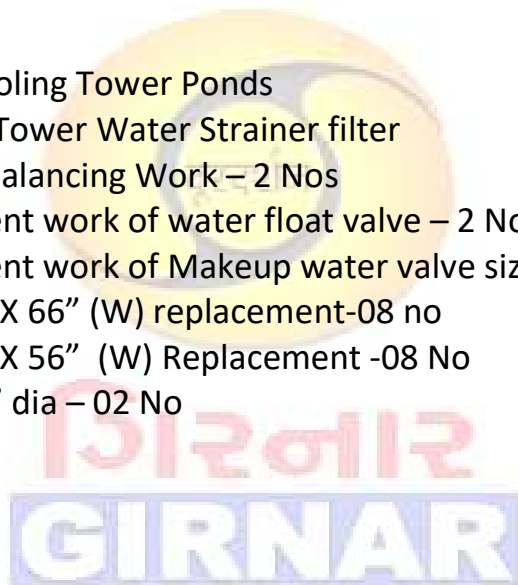 oling Tower Ponds
Tower Water Strainer filter
alancing Work – 2 Nos
ent work of water float valve – 2 No
ent work of Makeup water valve siz
X 66” (W) replacement-08 no
X 56” (W) Replacement -08 No
dia – 02 No
ગિરનાર
GIRNAR